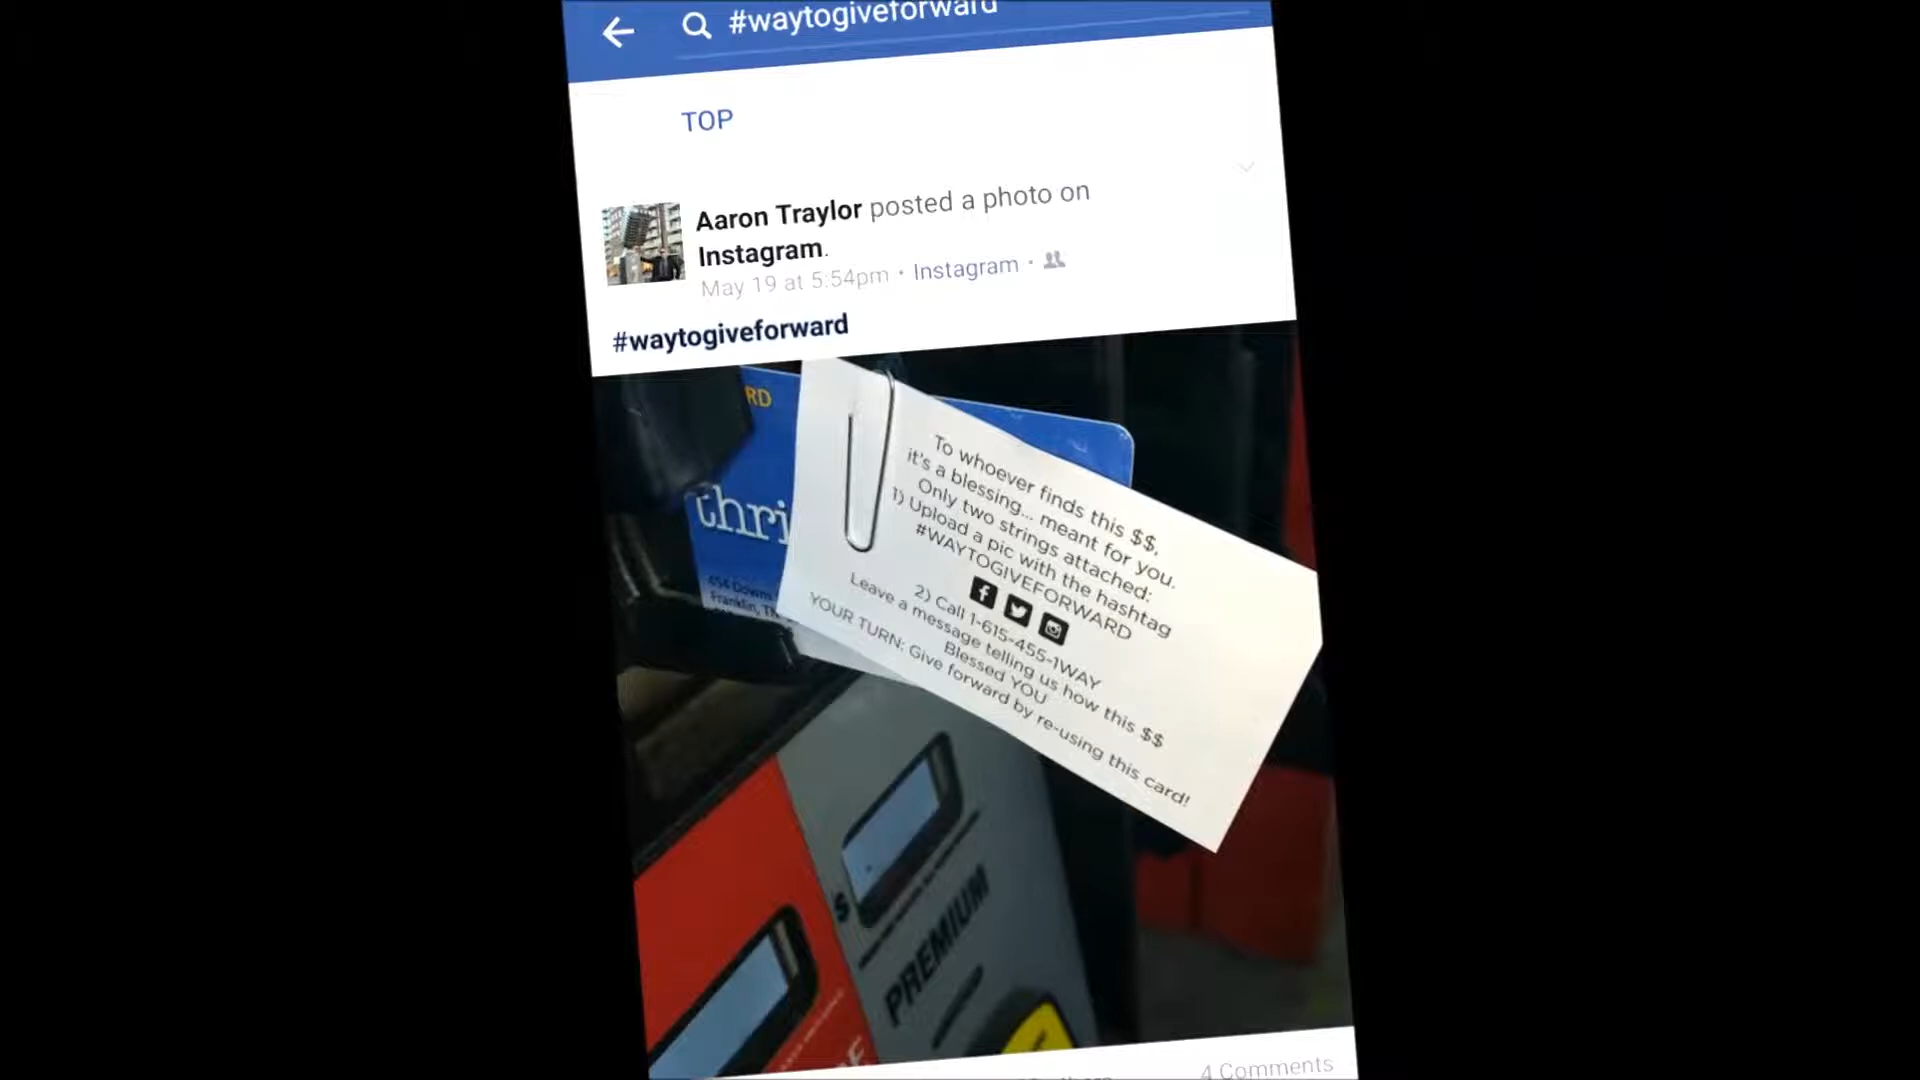 #waytogiveforward
TOP
Aaron Traylor posted a photo on
Instagram.
May 19 at 5:54pm · Instagram ·
#waytogiveforward
RD
thri
Franklin, TN
To whoever finds this $$,
it's a blessing... meant for you.
Only two strings attached:
1) Upload a pic with the hashtag
#WAYTOGIVEFORWARD
2) Call 1-615-455-1WAY
Leave a message telling us how this $$
Blessed YOU
YOUR TURN: Give forward by re-using this card!
$
PREMIUM
4 Comments